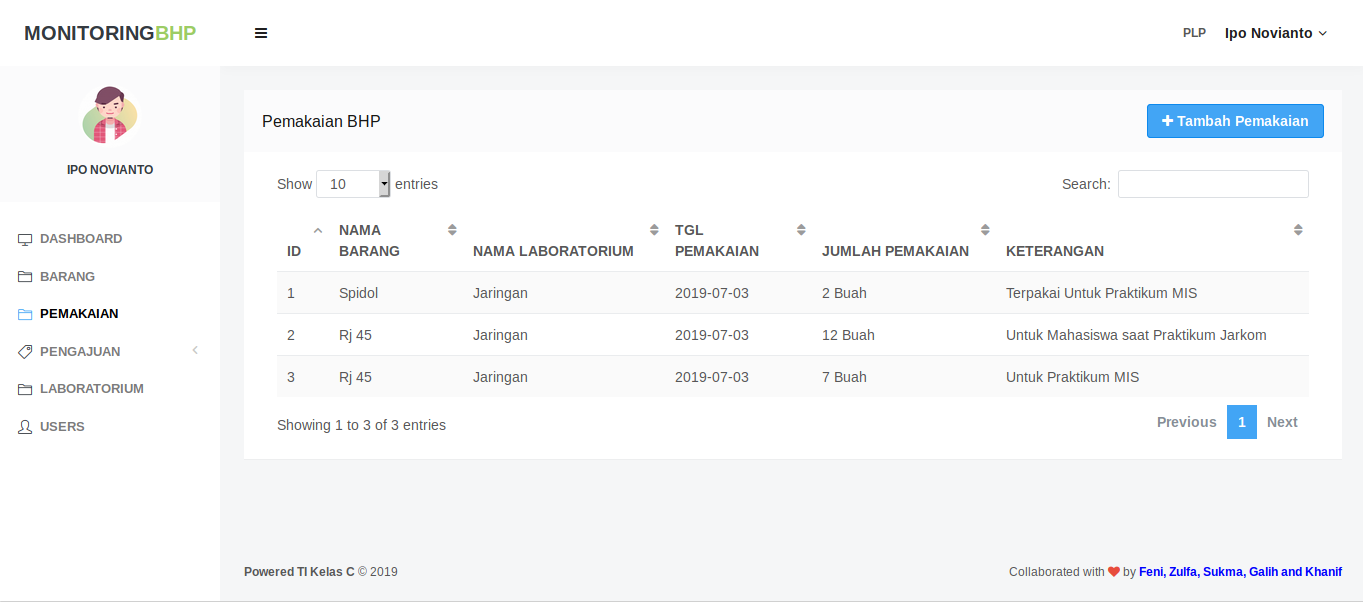 MONITORINGBHP
PLP Ipo Novianto
IPO NOVIANTO
DASHBOARD
BARANG
PEMAKAIAN
PENGAJUAN
LABORATORIUM
USERS
Pemakaian BHP
Tambah Pemakaian
Show 10 entries
Search:
ID NAMA BARANG NAMA LABORATORIUM TGL PEMAKAIAN JUMLAH PEMAKAIAN KETERANGAN
1 Spidol Jaringan 2019-07-03 2 Buah Terpakai Untuk Praktikum MIS
2 Rj 45 Jaringan 2019-07-03 12 Buah Untuk Mahasiswa saat Praktikum Jarkom
3 Rj 45 Jaringan 2019-07-03 7 Buah Untuk Praktikum MIS
Showing 1 to 3 of 3 entries
Previous 1 Next
Powered TI Kelas C © 2019
Collaborated with ❤ by Feni, Zulfa, Sukma, Galih and Khanif